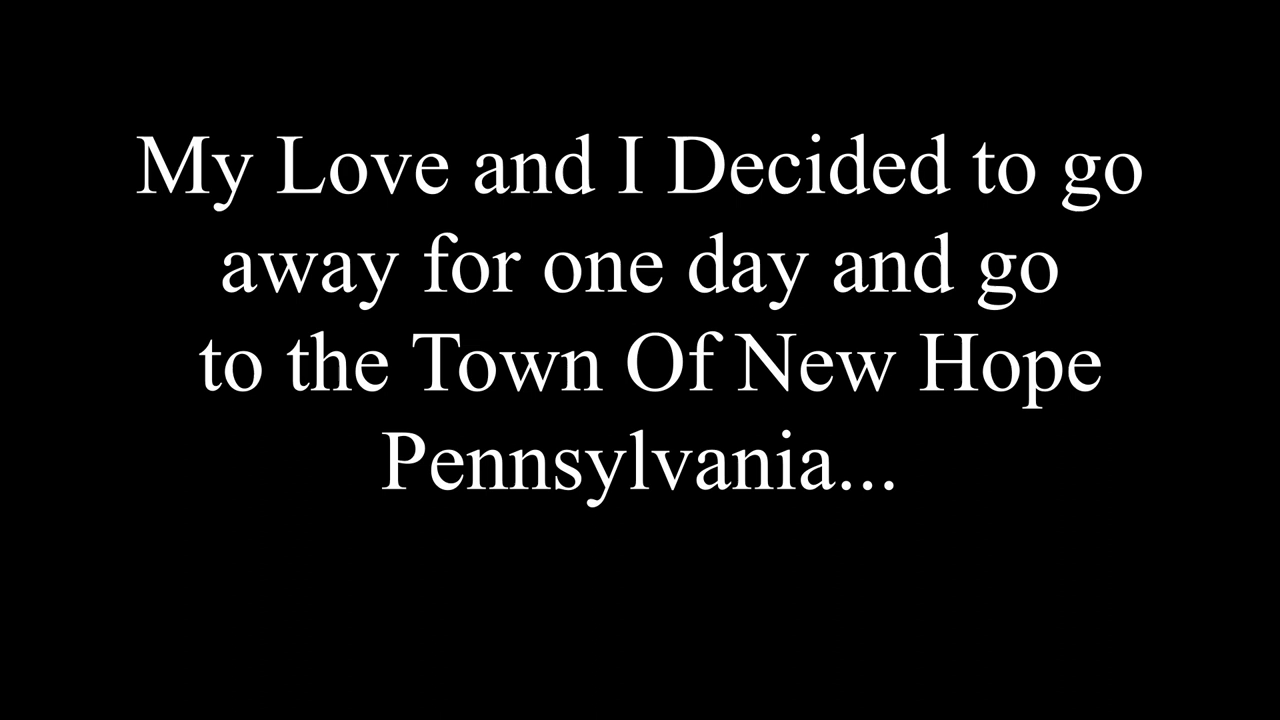 My Love and I Decided to go
away for one day and go
to the Town Of New Hope
Pennsylvania...